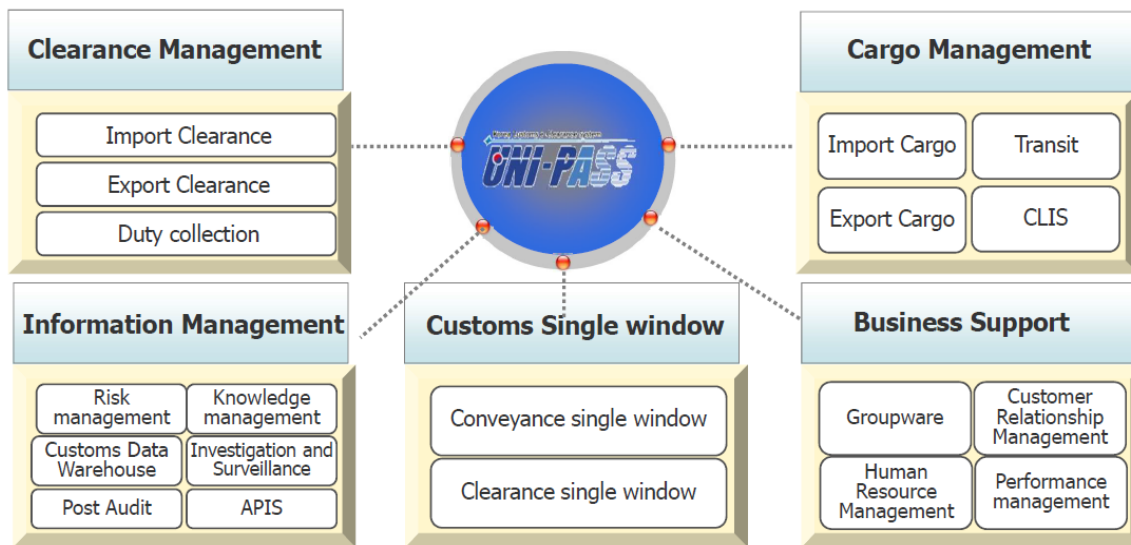 Clearance Management
Import Clearance
Export Clearance
Duty collection
UNI-PASS
Cargo Management
Import Cargo
Transit
Export Cargo
CLIS
Information Management
Risk
management
Knowledge
management
Customs Data
Warehouse
Investigation and
Surveillance
Post Audit
APIS
Customs Single window
Conveyance single window
Clearance single window
Business Support
Groupware
Customer
Relationship
Management
Human
Resource
Management
Performance
management